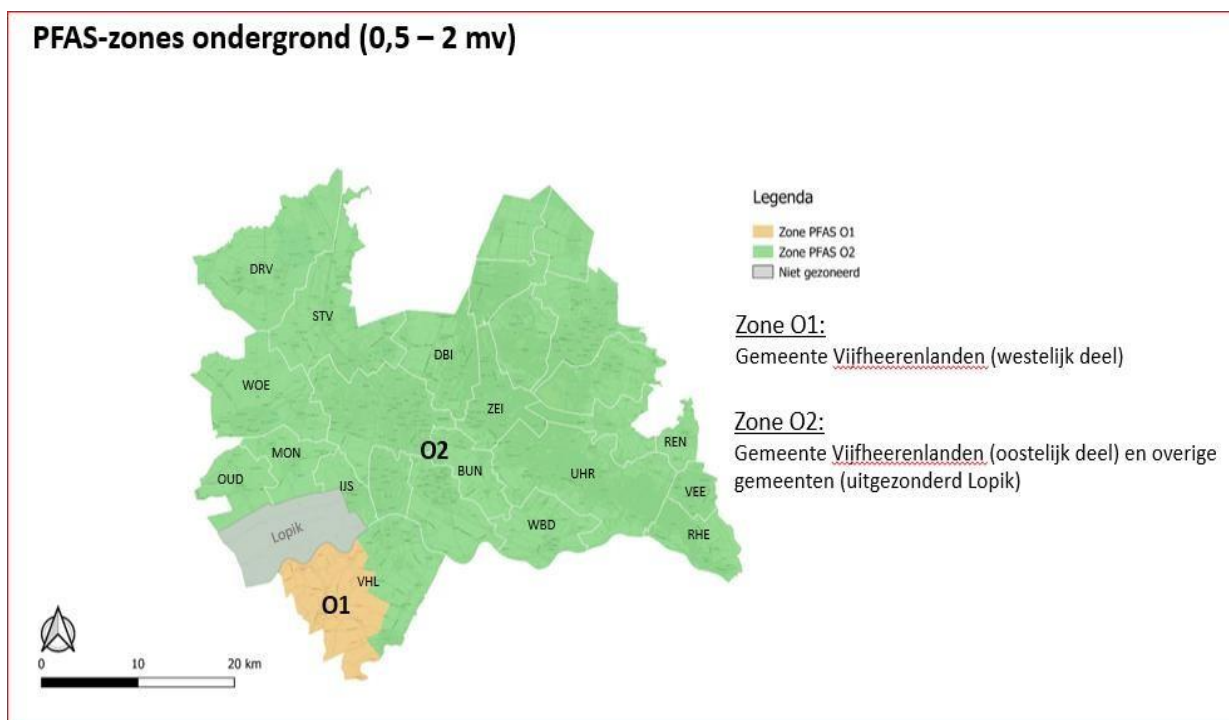 PFAS-zones ondergrond (0,5 – 2 mv)
Legenda
Zone PFAS O1
Zone PFAS O2
Niet gezoneerd
DRV
STV
DBI
WOE
ZEI
O2
REN
MON
BUN
UHR
OUD
IJS
VEE
WBD
RHE
Lopik
VHL
O1
Zone O1:
Gemeente Vijfheerenlanden (westelijk deel)
Zone O2:
Gemeente Vijfheerenlanden (oostelijk deel) en overige
gemeenten (uitgezonderd Lopik)
0 10 20 km